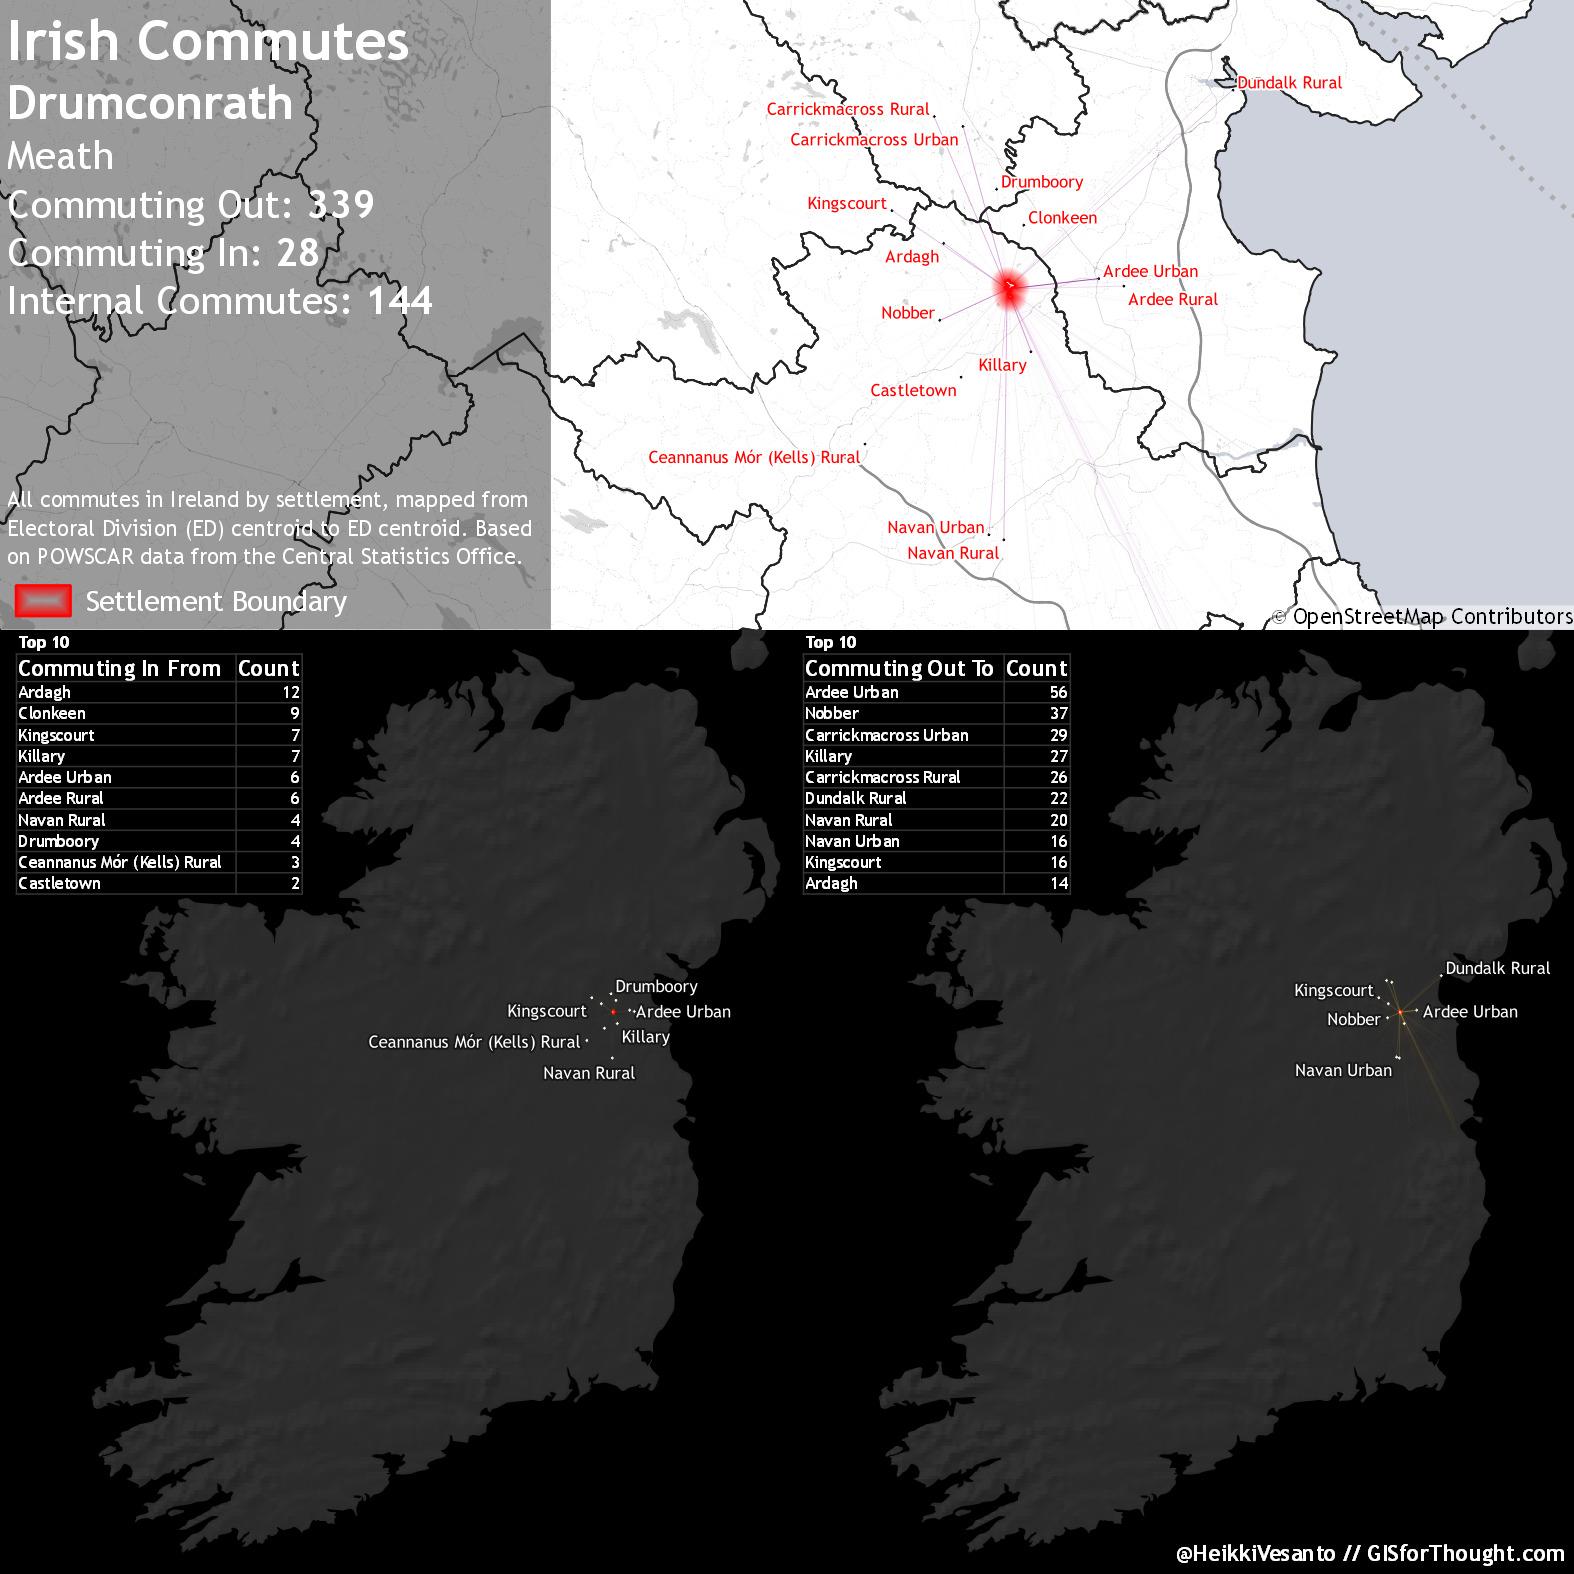 Irish Commutes
Drumconrath
Meath
Commuting Out: 339
Commuting In: 28
Internal Commutes: 144
All commutes in Ireland by settlement, mapped from
Electoral Division (ED) centroid to ED centroid. Based
on POWSCAR data from the Central Statistics Office.
Settlement Boundary
Dundalk Rural
Carrickmacross Rural
Carrickmacross Urban
Drumboory
Kingscourt
Clonkeen
Ardagh
Ardee Urban
Ardee Rural
Nobber
Killary
Castletown
Ceannanus Mór (Kells) Rural
Navan Urban
Navan Rural
© OpenStreetMap Contributors
Top 10
Commuting In From Count
Ardagh 12
Clonkeen 9
Kingscourt 7
Killary 7
Ardee Urban 6
Ardee Rural 6
Navan Rural 4
Drumboory 4
Ceannanus Mór (Kells) Rural 3
Castletown 2
Drumboory
Kingscourt
Ardee Urban
Killary
Ceannanus Mór (Kells) Rural
Navan Rural
Top 10
Commuting Out To Count
Ardee Urban 56
Nobber 37
Carrickmacross Urban 29
Killary 27
Carrickmacross Rural 26
Dundalk Rural 22
Navan Rural 20
Navan Urban 16
Kingscourt 16
Ardagh 14
Dundalk Rural
Kingscourt
Ardee Urban
Nobber
Navan Urban
@HeikkiVesanto // GISforThought.com